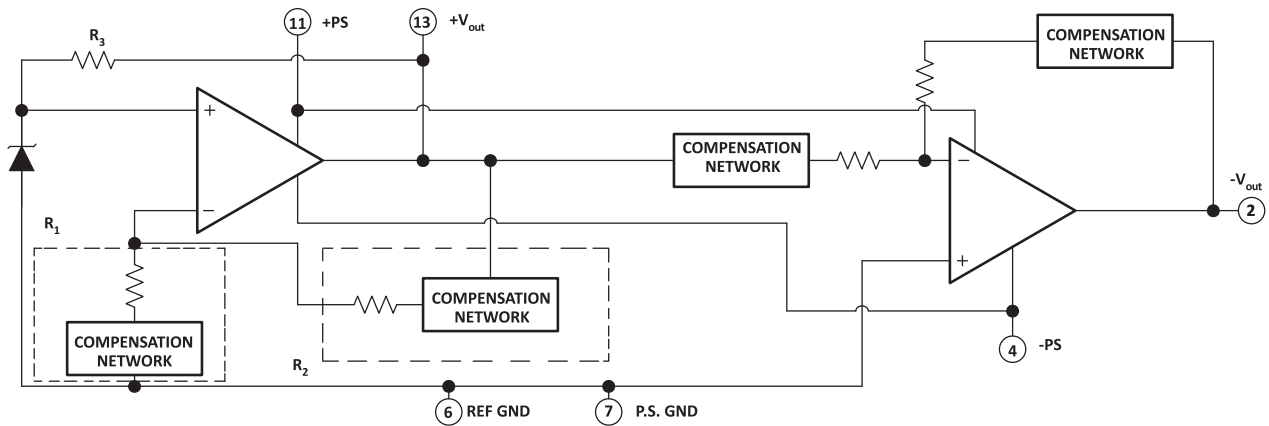 11 +PS
13 +Vout
R3
COMPENSATION
NETWORK
+
COMPENSATION
NETWORK
−
-Vout
2
−
R1
+
COMPENSATION
NETWORK
COMPENSATION
NETWORK
R2
4 -PS
6 REF GND
7 P.S. GND